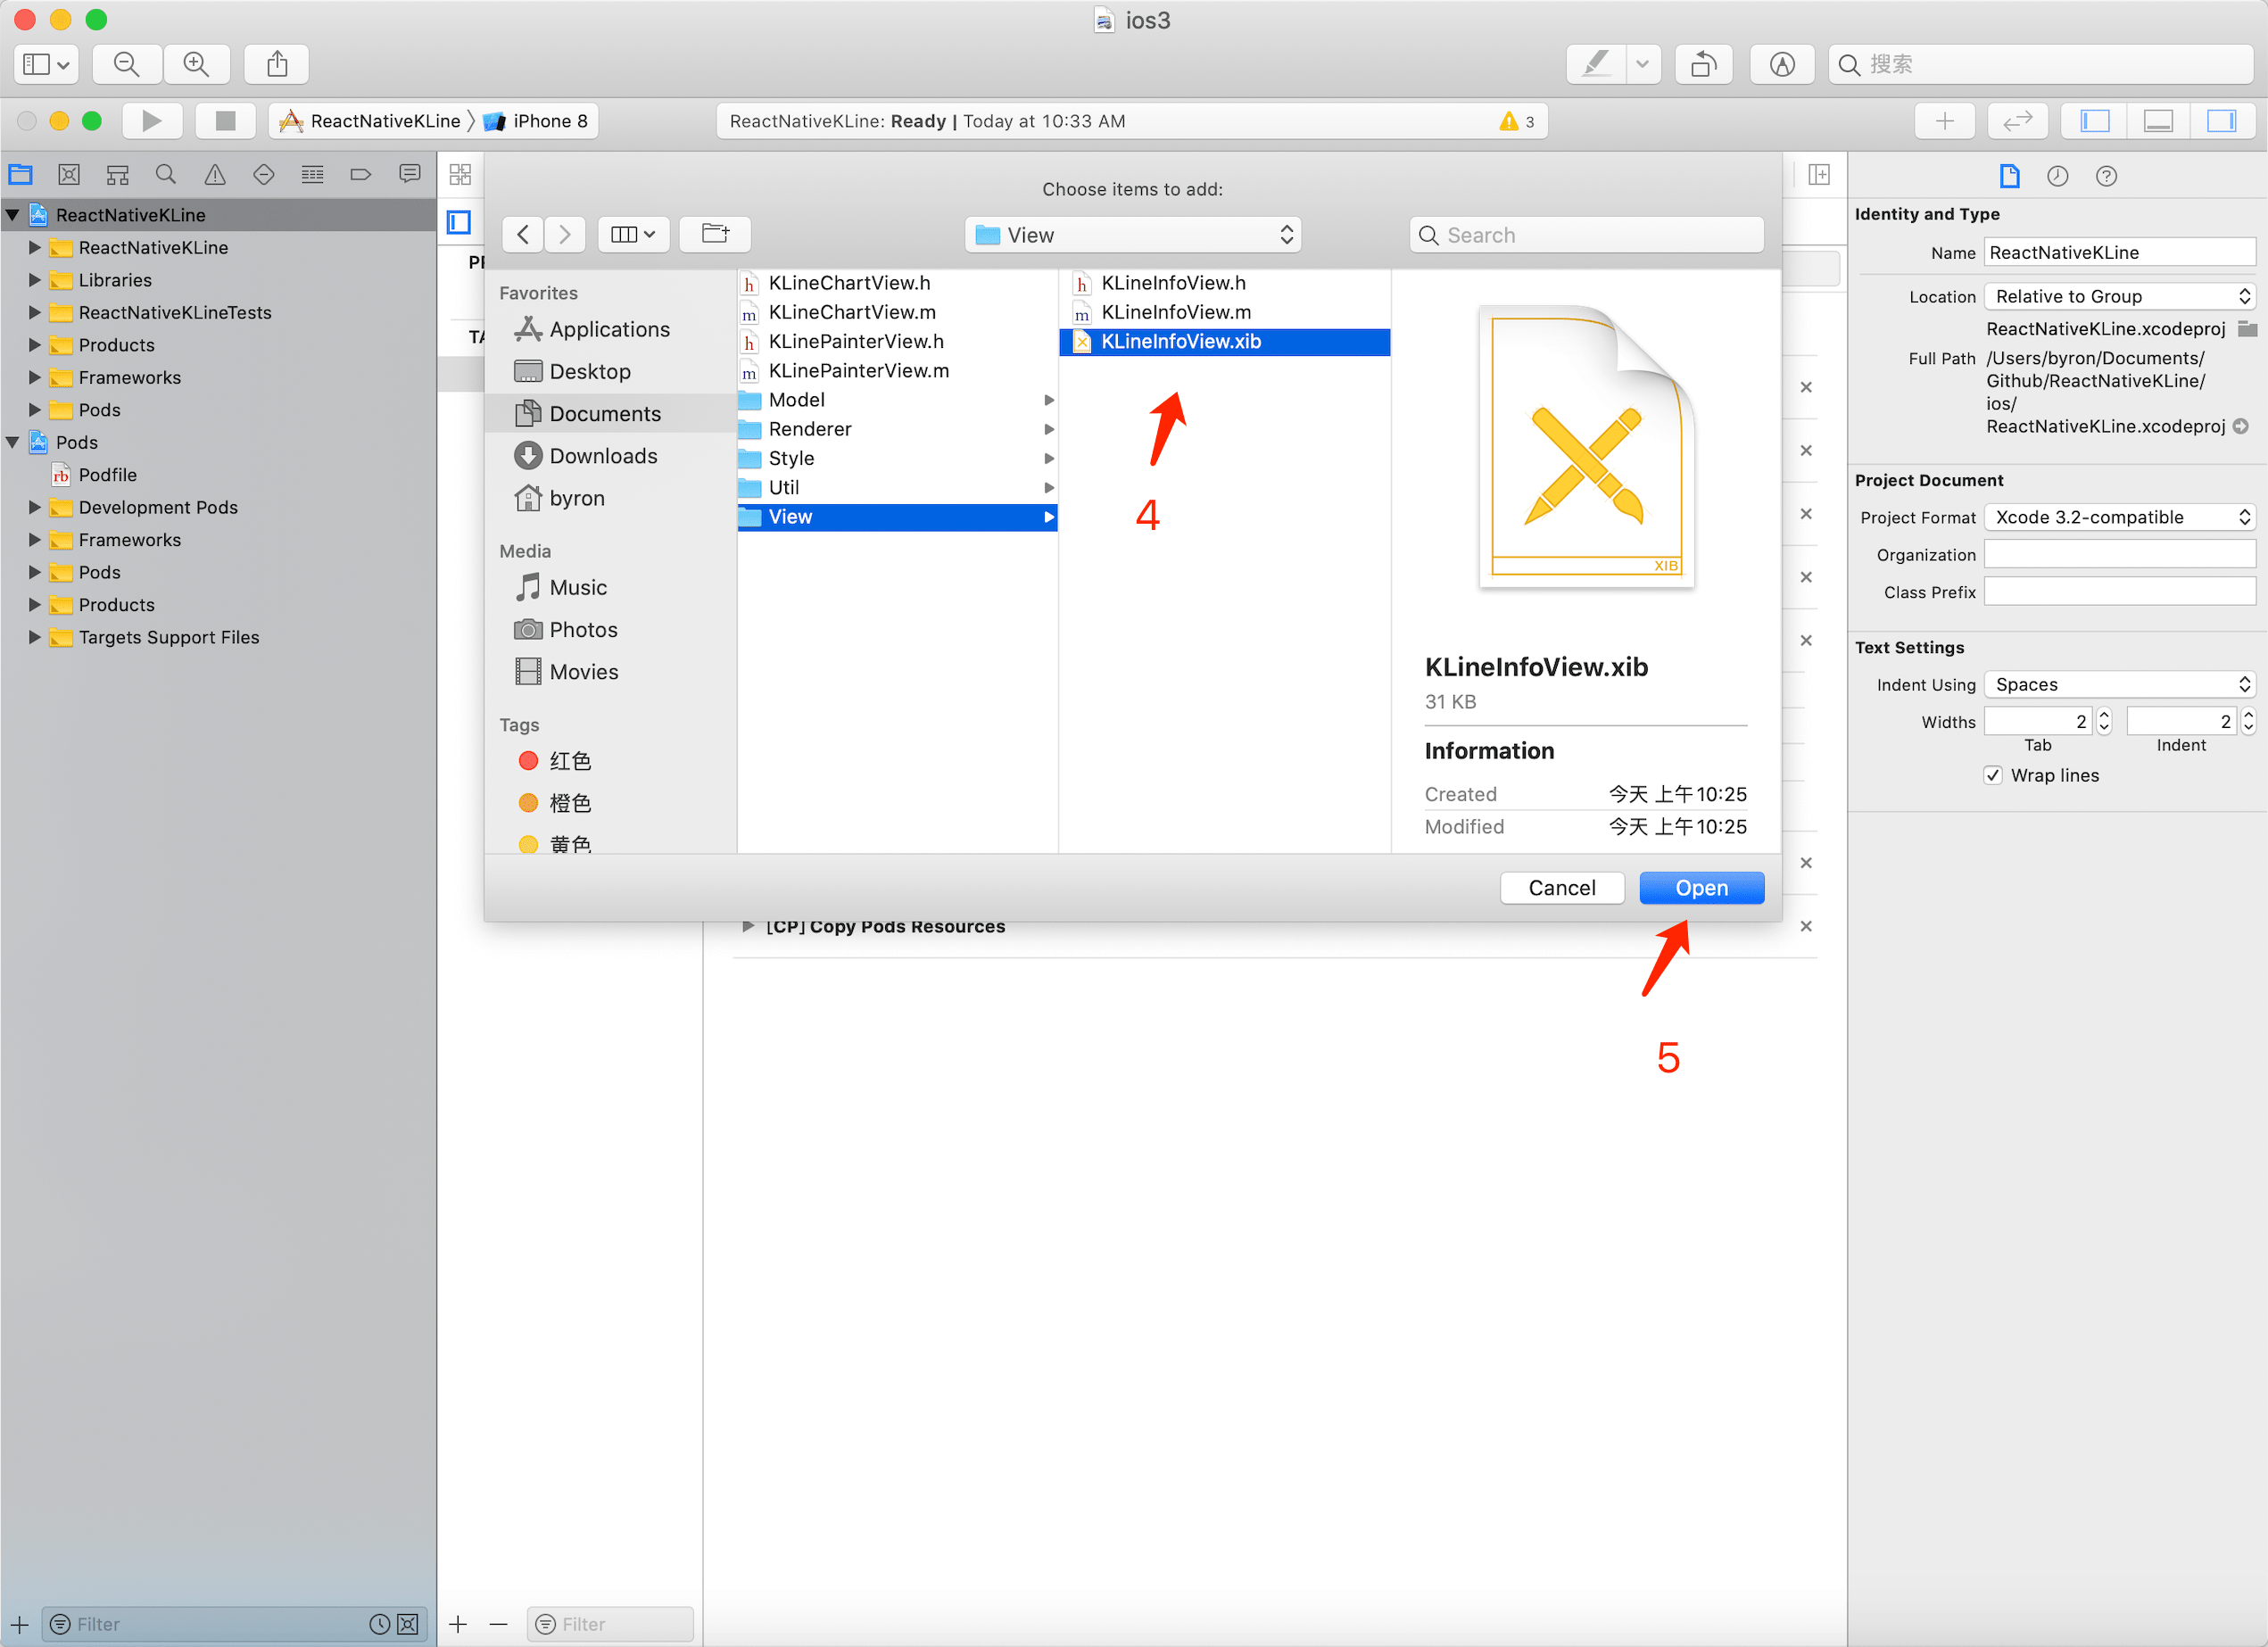 ios3
搜索
ReactNativeKLine
iPhone 8
ReactNativeKLine: Ready | Today at 10:33 AM
3
ReactNativeKLine
ReactNativeKLine
Libraries
ReactNativeKLineTests
Products
Frameworks
Pods
Pods
Podfile
Development Pods
Frameworks
Pods
Products
Targets Support Files
Filter
Choose items to add:
View
Search
Favorites
Applications
Desktop
Documents
Downloads
byron
Media
Music
Photos
Movies
Tags
红色
橙色
黄色
KLineChartView.h
KLineChartView.m
KLinePainterView.h
KLinePainterView.m
Model
Renderer
Style
Util
View
KLineInfoView.h
KLineInfoView.m
KLineInfoView.xib
4
XIB
KLineInfoView.xib
31 KB
Information
Created 今天 上午10:25
Modified 今天 上午10:25
Cancel
Open
[CP] Copy Pods Resources
5
Filter
Identity and Type
Name ReactNativeKLine
Location Relative to Group
ReactNativeKLine.xcodeproj
Full Path /Users/byron/Documents/
Github/ReactNativeKLine/
ios/
ReactNativeKLine.xcodeproj
Project Document
Project Format Xcode 3.2-compatible
Organization
Class Prefix
Text Settings
Indent Using Spaces
Widths 2 2
Tab Indent
Wrap lines